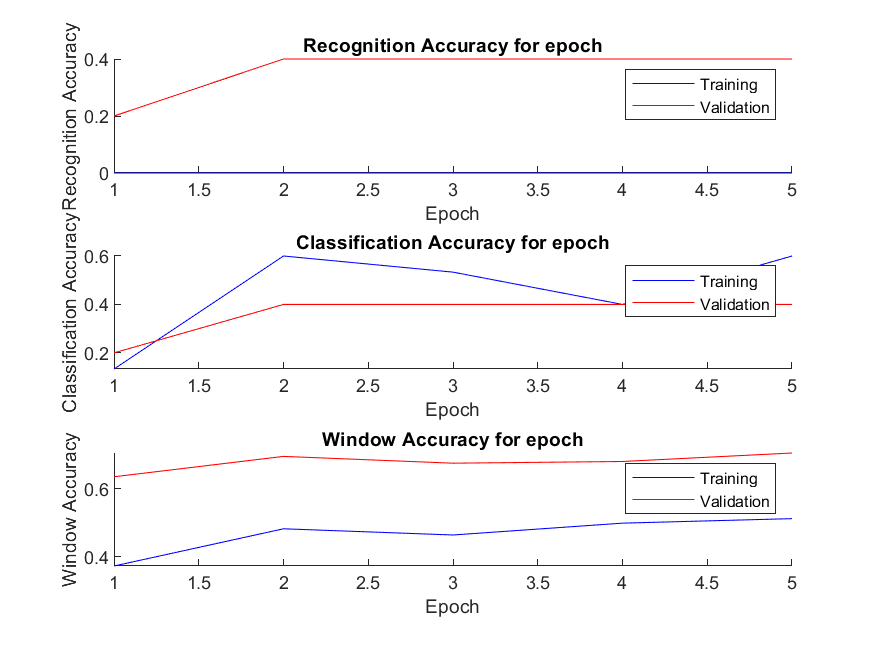 Recognition Accuracy for epoch
Recognition Accuracy
0.4
0.2
0
Training
Validation
1 1.5 2 2.5 3 3.5 4 4.5 5
Epoch
Classification Accuracy for epoch
Classification Accuracy
0.6
0.4
0.2
Training
Validation
1 1.5 2 2.5 3 3.5 4 4.5 5
Epoch
Window Accuracy for epoch
Window Accuracy
0.6
0.4
Training
Validation
1 1.5 2 2.5 3 3.5 4 4.5 5
Epoch